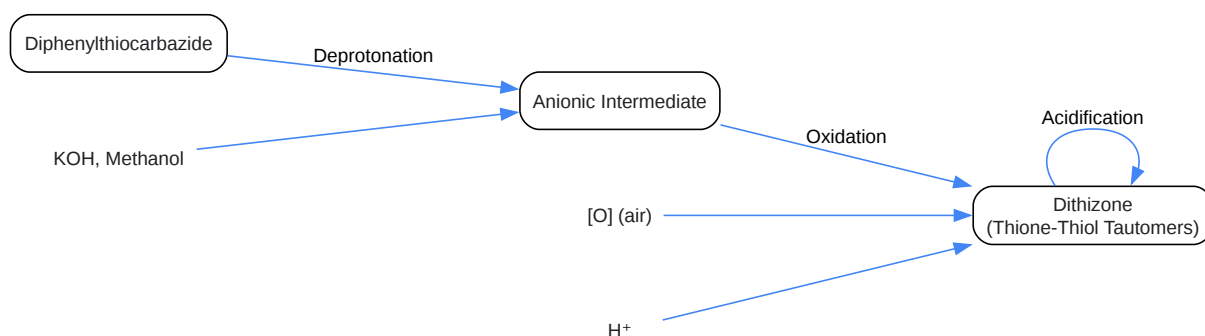 Diphenylthiocarbazide
Deprotonation
Anionic Intermediate
KOH, Methanol
Oxidation
Acidification
Dithizone
(Thione-Thiol Tautomers)
[O] (air)
H⁺